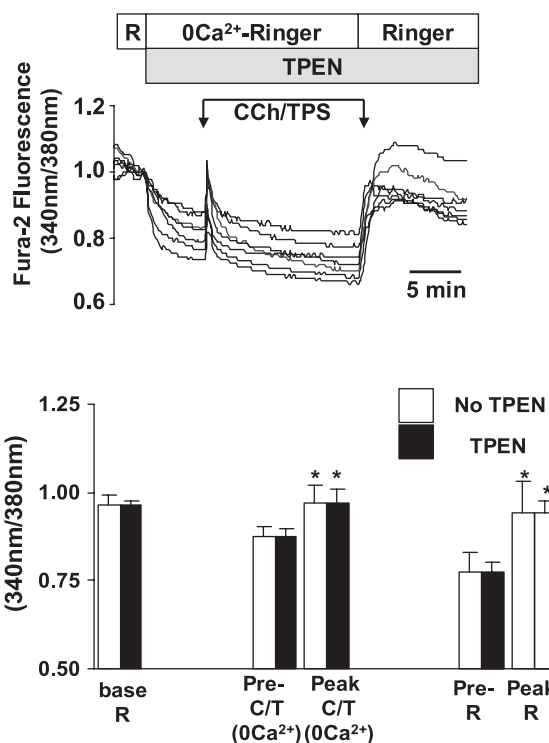 R 0Ca²⁺-Ringer Ringer
TPEN
CCh/TPS
Fura-2 Fluorescence
(340nm/380nm)
1.2
1.0
0.8
0.6
5 min
No TPEN
TPEN
(340nm/380nm)
1.25
1.00
0.75
0.50
* * * *
base
R
Pre-
C/T
(0Ca²⁺)
Peak
C/T
(0Ca²⁺)
Pre-
R
Peak
R